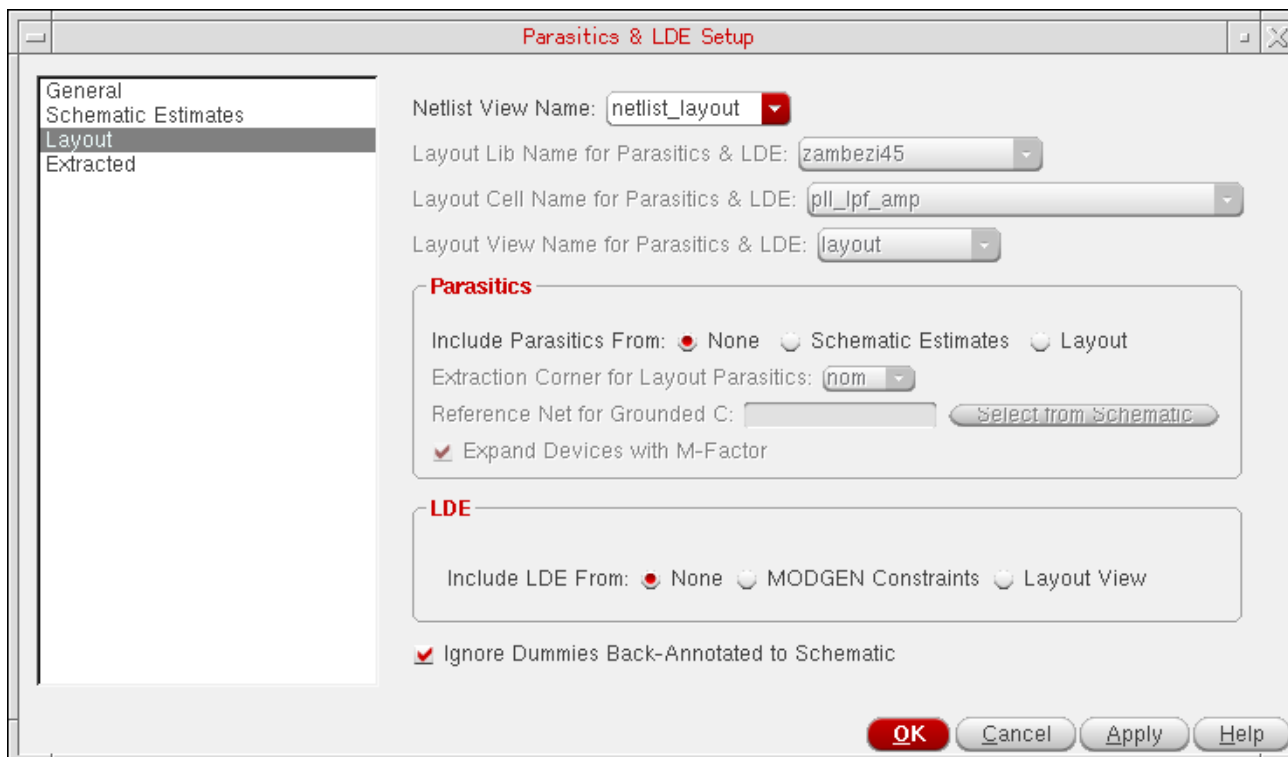 Parasitics & LDE Setup
General
Schematic Estimates
Layout
Extracted
Netlist View Name: netlist_layout
Layout Lib Name for Parasitics & LDE: zambezi45
Layout Cell Name for Parasitics & LDE: pll_lpf_amp
Layout View Name for Parasitics & LDE: layout
Parasitics
Include Parasitics From: None Schematic Estimates Layout
Extraction Corner for Layout Parasitics: nom
Reference Net for Grounded C: Select from Schematic
Expand Devices with M-Factor
LDE
Include LDE From: None MODGEN Constraints Layout View
Ignore Dummies Back-Annotated to Schematic
OK Cancel Apply Help